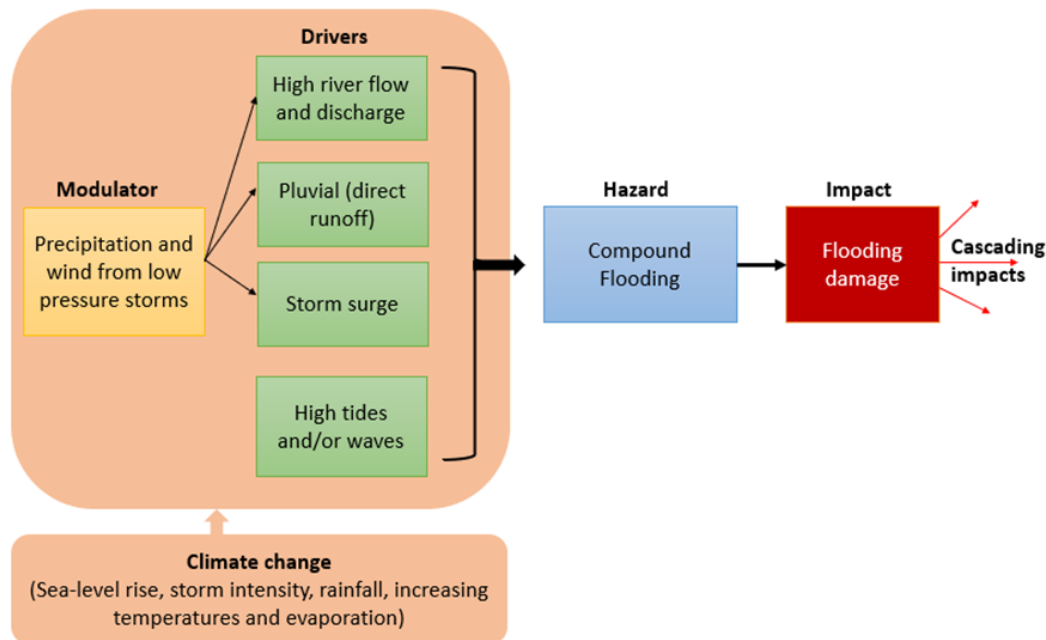 Drivers
High river flow
and discharge
Pluvial (direct
runoff)
Modulator
Precipitation and
wind from low
pressure storms
Storm surge
High tides
and/or waves
Hazard
Compound
Flooding
Impact
Flooding
damage
Cascading
impacts
Climate change
(Sea-level rise, storm intensity, rainfall, increasing
temperatures and evaporation)